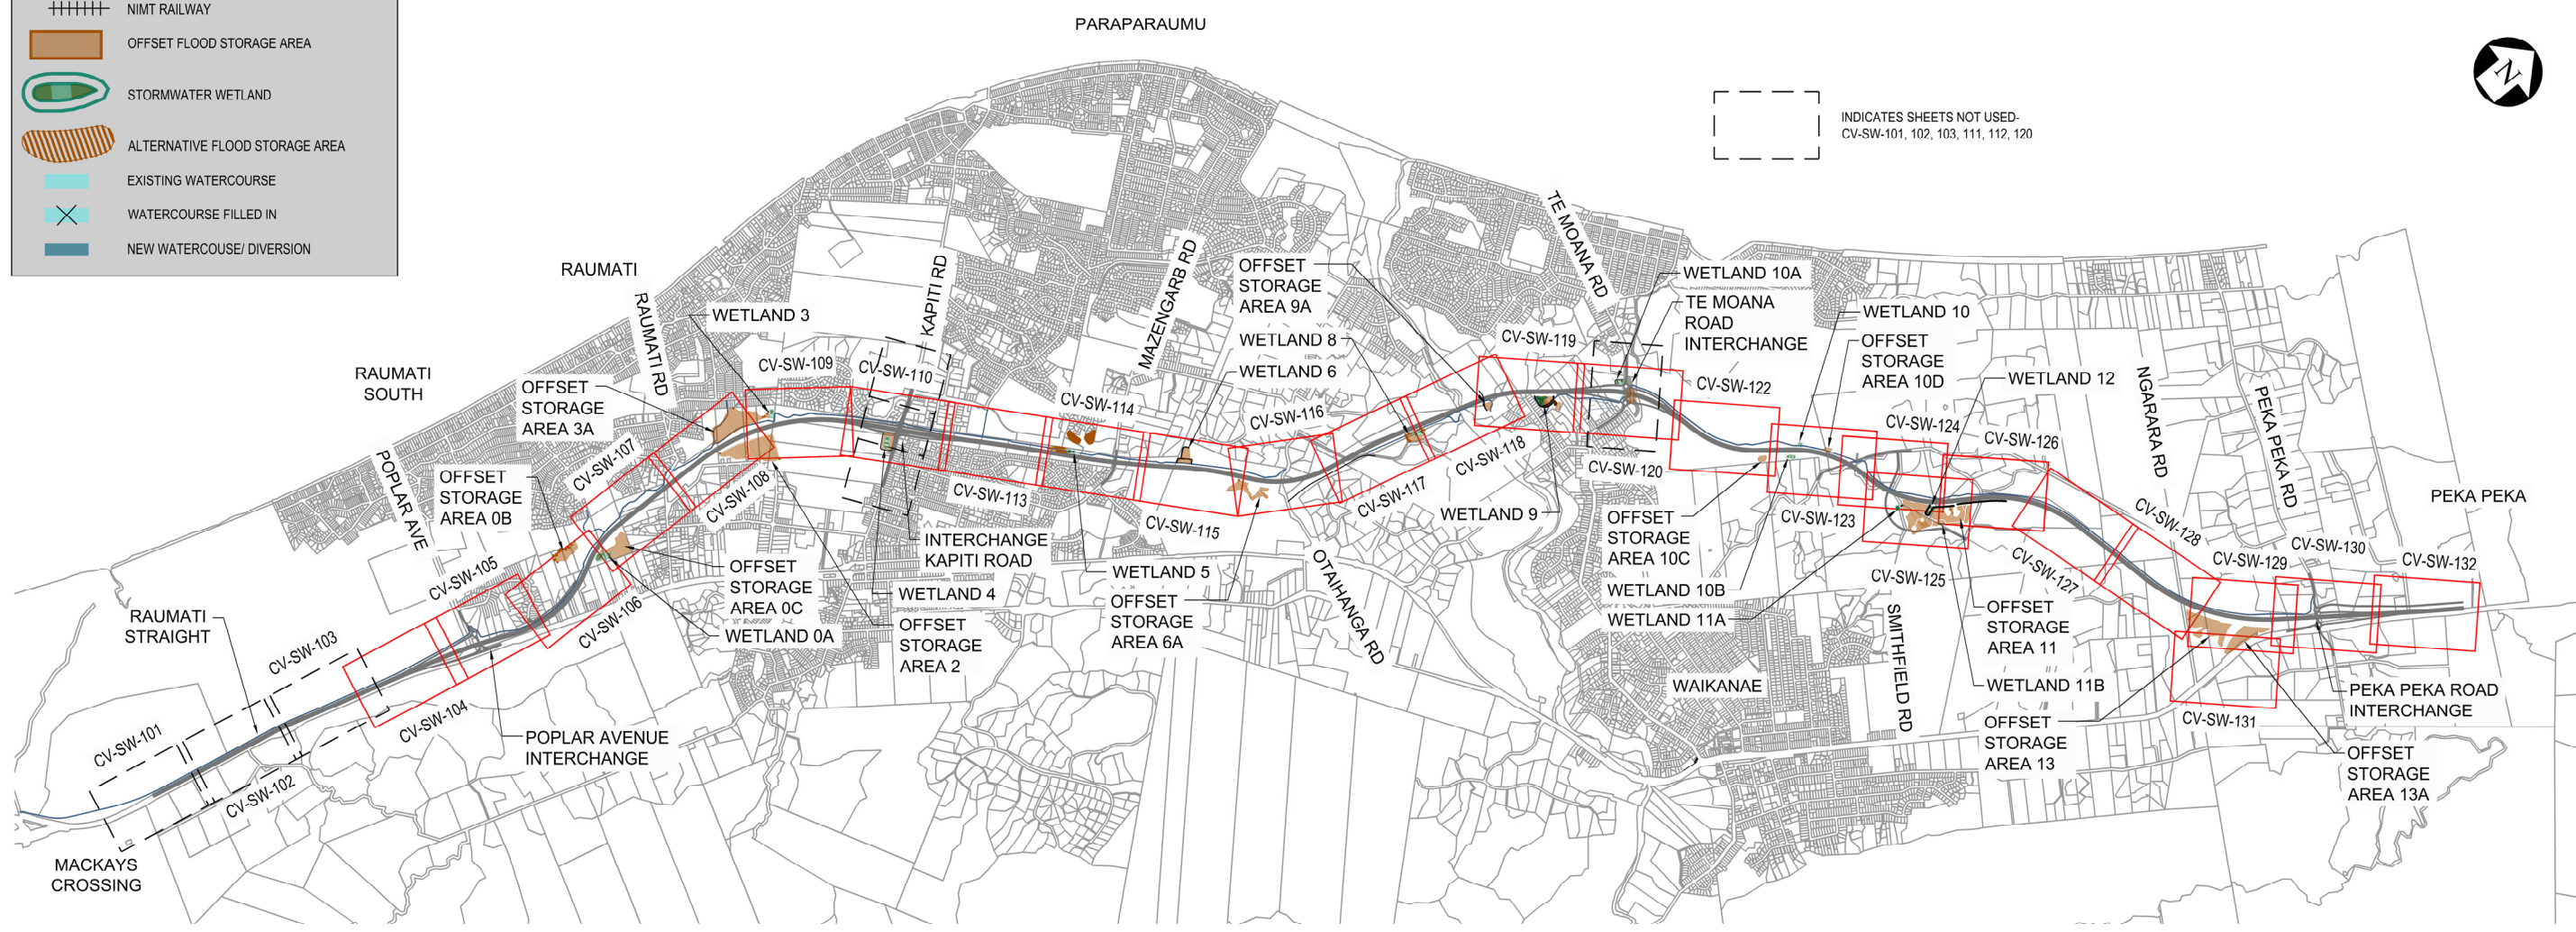 NIMT RAILWAY
OFFSET FLOOD STORAGE AREA
STORMWATER WETLAND
ALTERNATIVE FLOOD STORAGE AREA
EXISTING WATERCOURSE
WATERCOURSE FILLED IN
NEW WATERCOUSE/ DIVERSION
PARAPARAUMU
N
INDICATES SHEETS NOT USED-
CV-SW-101, 102, 103, 111, 112, 120
RAUMATI
RAUMATI RD
WETLAND 3
KAPITI RD
MAZENGARB RD
OFFSET
STORAGE
AREA 9A
WETLAND 8
WETLAND 6
TE MOANA RD
WETLAND 10A
TE MOANA
ROAD
INTERCHANGE
WETLAND 10
OFFSET
STORAGE
AREA 10D
WETLAND 12
NGARARA RD
PEKA PEKA RD
PEKA PEKA
RAUMATI
SOUTH
OFFSET
STORAGE
AREA 3A
CV-SW-109
CV-SW-110
CV-SW-114
CV-SW-116
CV-SW-119
CV-SW-122
CV-SW-124
CV-SW-126
CV-SW-128
CV-SW-129
CV-SW-130
CV-SW-132
POPLAR AVE
OFFSET
STORAGE
AREA 0B
CV-SW-107
CV-SW-108
CV-SW-113
CV-SW-115
CV-SW-117
CV-SW-118
CV-SW-120
CV-SW-123
CV-SW-125
CV-SW-127
WETLAND 9
OFFSET
STORAGE
AREA 10C
WETLAND 10B
WETLAND 11A
INTERCHANGE
KAPITI ROAD
WETLAND 4
WETLAND 5
OFFSET
STORAGE
AREA 6A
OTAIHANGA RD
OFFSET
STORAGE
AREA 0C
WETLAND 0A
OFFSET
STORAGE
AREA 2
CV-SW-105
CV-SW-106
RAUMATI
STRAIGHT
CV-SW-103
CV-SW-104
CV-SW-101
CV-SW-102
POPLAR AVENUE
INTERCHANGE
MACKAYS
CROSSING
WAIKANAE
SMITHFIELD RD
OFFSET
STORAGE
AREA 11
WETLAND 11B
OFFSET
STORAGE
AREA 13
CV-SW-131
PEKA PEKA ROAD
INTERCHANGE
OFFSET
STORAGE
AREA 13A